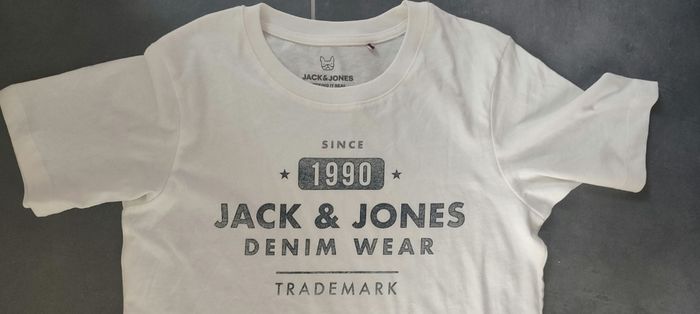 JACK&JONES
SINCE
★ 1990 ★
JACK & JONES
DENIM WEAR
TRADEMARK